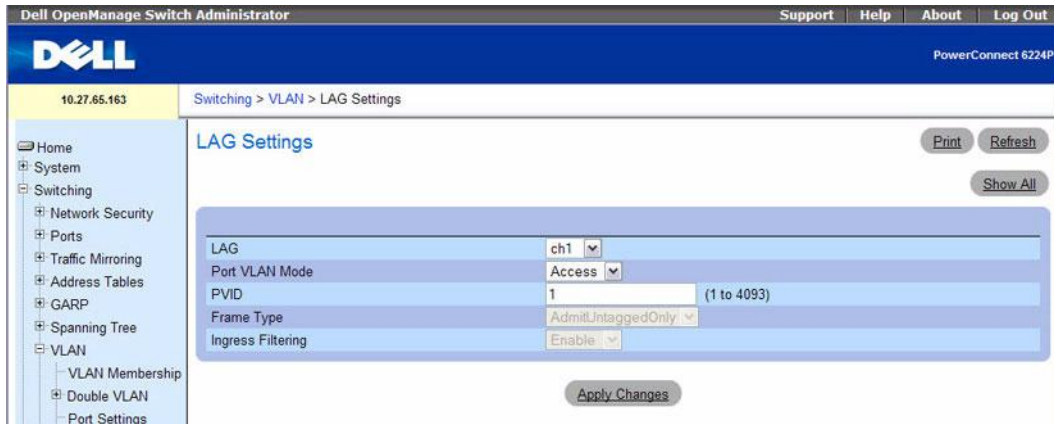 Dell OpenManage Switch Administrator
Support Help About Log Out
DELL
PowerConnect 6224P
10.27.65.163
Switching > VLAN > LAG Settings
Home
System
Switching
Network Security
Ports
Traffic Mirroring
Address Tables
GARP
Spanning Tree
VLAN
VLAN Membership
Double VLAN
Port Settings
LAG Settings
Print Refresh
Show All
LAG ch1
Port VLAN Mode Access
PVID 1 (1 to 4093)
Frame Type AdmitUntaggedOnly
Ingress Filtering Enable
Apply Changes